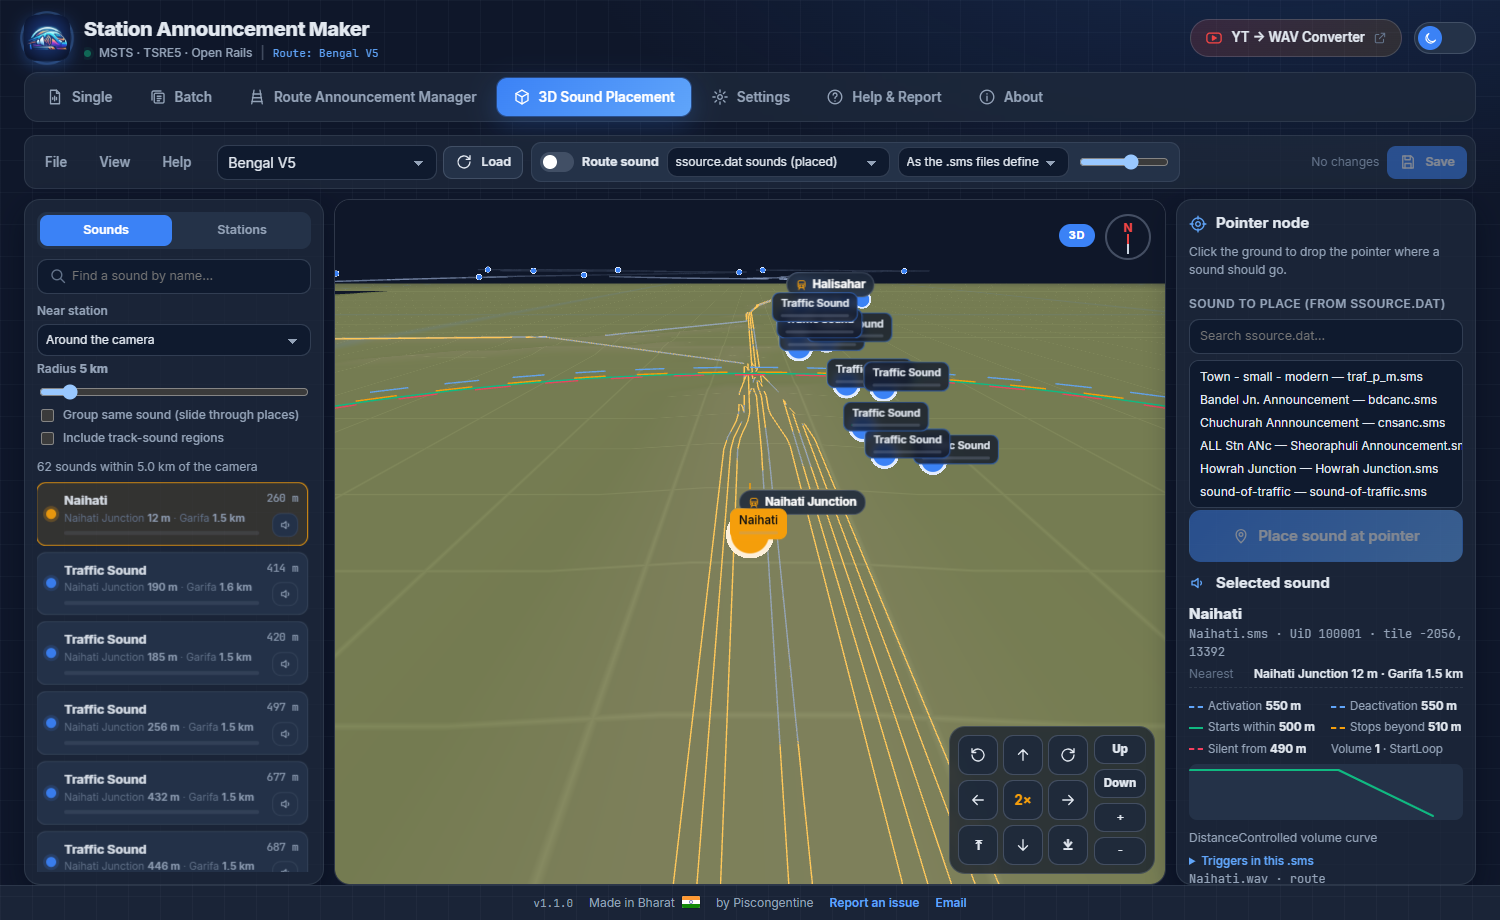 Station Announcement Maker
MSTS · TSRE5 · Open Rails | Route: Bengal V5
YT → WAV Converter
Single
Batch
Route Announcement Manager
3D Sound Placement
Settings
Help & Report
About
File
View
Help
Bengal V5
Load
Route sound
ssource.dat sounds (placed)
As the .sms files define
No changes
Save
Sounds
Stations
Find a sound by name...
Near station
Around the camera
Radius 5 km
Group same sound (slide through places)
Include track-sound regions
62 sounds within 5.0 km of the camera
Naihati 260 m
Naihati Junction 12 m · Garifa 1.5 km
Traffic Sound 414 m
Naihati Junction 190 m · Garifa 1.6 km
Traffic Sound 420 m
Naihati Junction 185 m · Garifa 1.5 km
Traffic Sound 497 m
Naihati Junction 256 m · Garifa 1.5 km
Traffic Sound 677 m
Naihati Junction 432 m · Garifa 1.5 km
Traffic Sound 687 m
Naihati Junction 446 m · Garifa 1.5 km
3D
N
Halisahar
Traffic Sound
Traffic Sound
Traffic Sound
Traffic Sound
Naihati Junction
Naihati
Up
2×
Down
+
-
Pointer node
Click the ground to drop the pointer where a
sound should go.
SOUND TO PLACE (FROM SSOURCE.DAT)
Search ssource.dat...
Town - small - modern — traf_p_m.sms
Bandel Jn. Announcement — bdcanc.sms
Chuchurah Annnouncement — cnsanc.sms
ALL Stn ANc — Sheoraphuli Announcement.sr
Howrah Junction — Howrah Junction.sms
sound-of-traffic — sound-of-traffic.sms
Place sound at pointer
Selected sound
Naihati
Naihati.sms · UiD 100001 · tile -2056,
13392
Nearest Naihati Junction 12 m · Garifa 1.5 km
Activation 550 m
Deactivation 550 m
Starts within 500 m
Stops beyond 510 m
Silent from 490 m
Volume 1 · StartLoop
DistanceControlled volume curve
Triggers in this .sms
Naihati.wav · route
v1.1.0 Made in Bharat by Piscongentine Report an issue Email